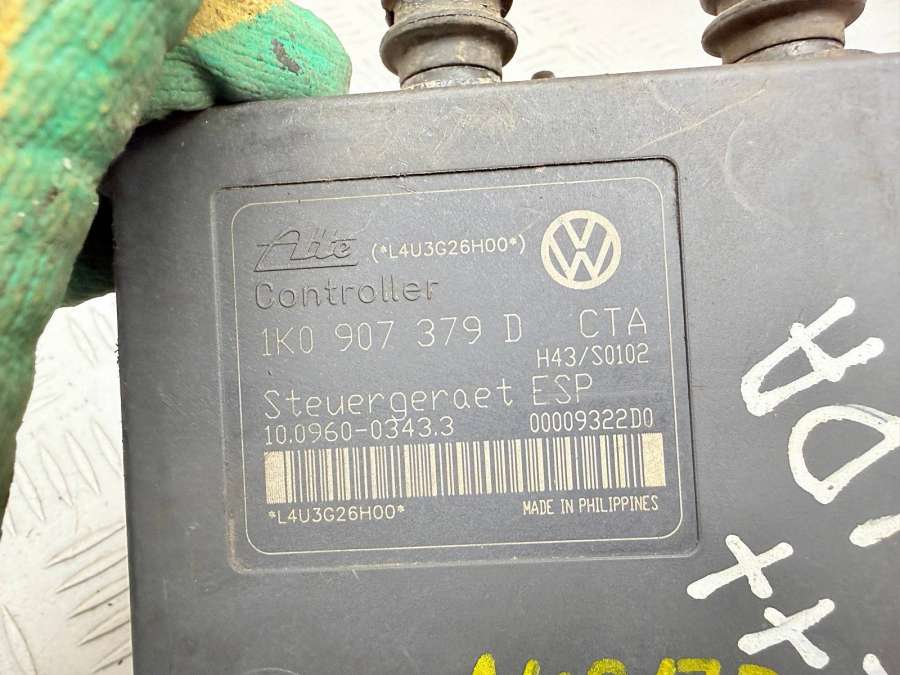 Ate (*L4U3G26H00*)
Controller
1K0 907 379 D CTA
H43/S0102
Steuergeraet ESP
10.0960-0343.3 00009322D0
*L4U3G26H00* MADE IN PHILIPPINES